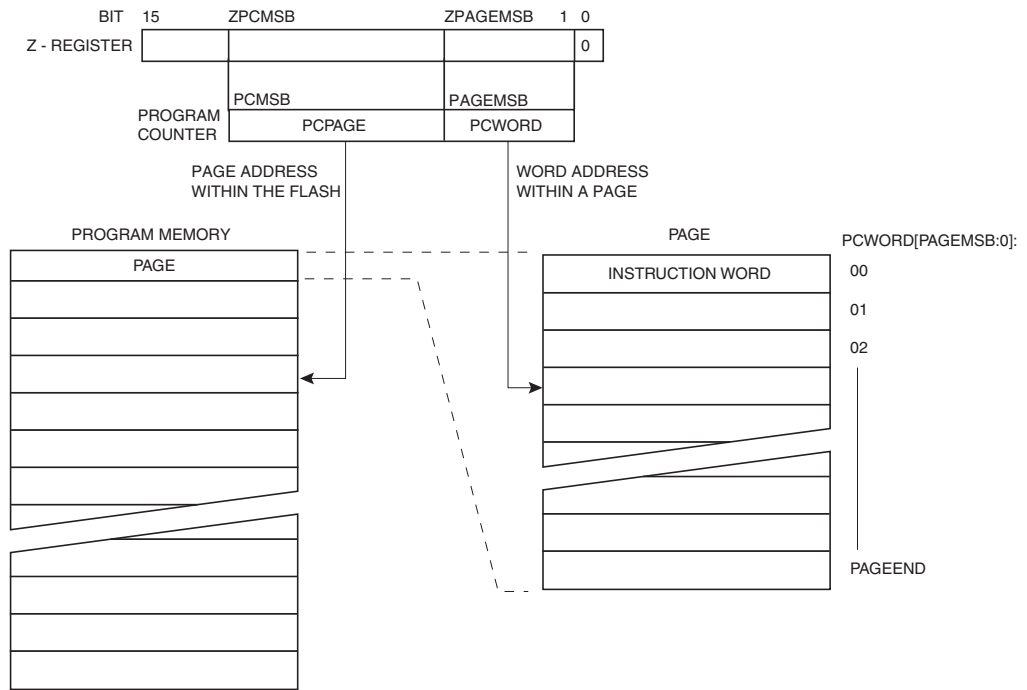 BIT 15 ZPCMSB ZPAGEMSB 1 0
Z - REGISTER 0
PCMSB PAGEMSB
PROGRAM
COUNTER
PCPAGE PCWORD
PAGE ADDRESS
WITHIN THE FLASH
WORD ADDRESS
WITHIN A PAGE
PROGRAM MEMORY
PAGE
PAGE
PCWORD[PAGEMSB:0]:
INSTRUCTION WORD
00
01
02
PAGEEND